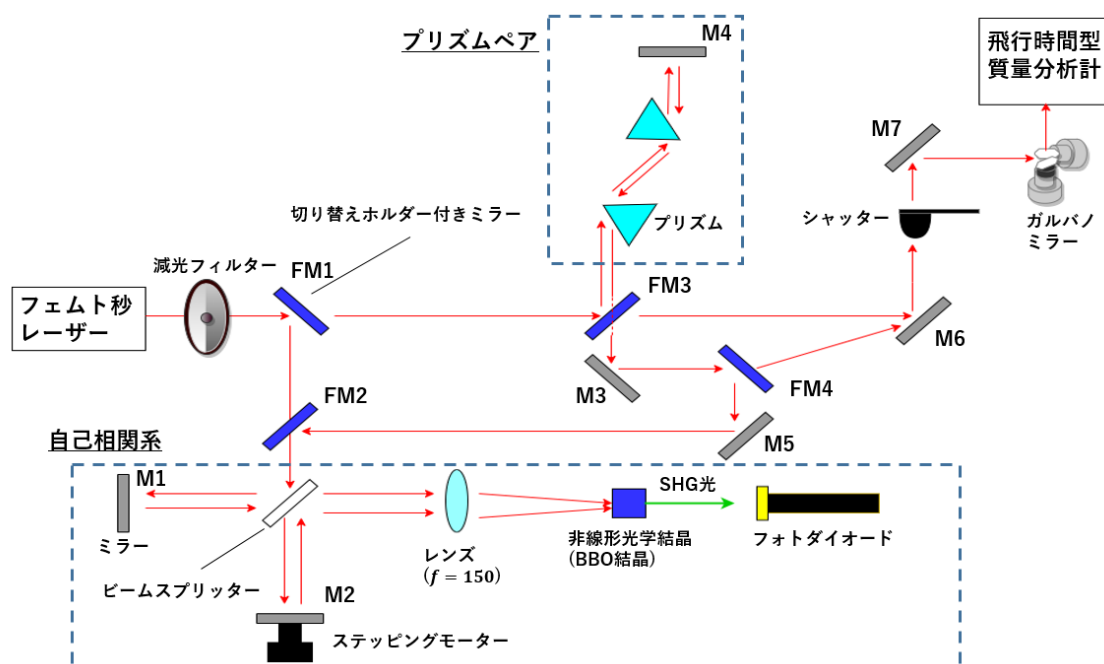 プリズムペア
M4
飛行時間型
質量分析計
M7
切り替えホルダー付きミラー
プリズム
シャッター
ガルバノ
ミラー
減光フィルター
FM1
FM3
フェムト秒
レーザー
M6
M3
FM4
FM2
M5
自己相関系
M1
SHG光
ミラー
レンズ
(f = 150)
非線形光学結晶
(BBO結晶)
フォトダイオード
ビームスプリッター
M2
ステッピングモーター